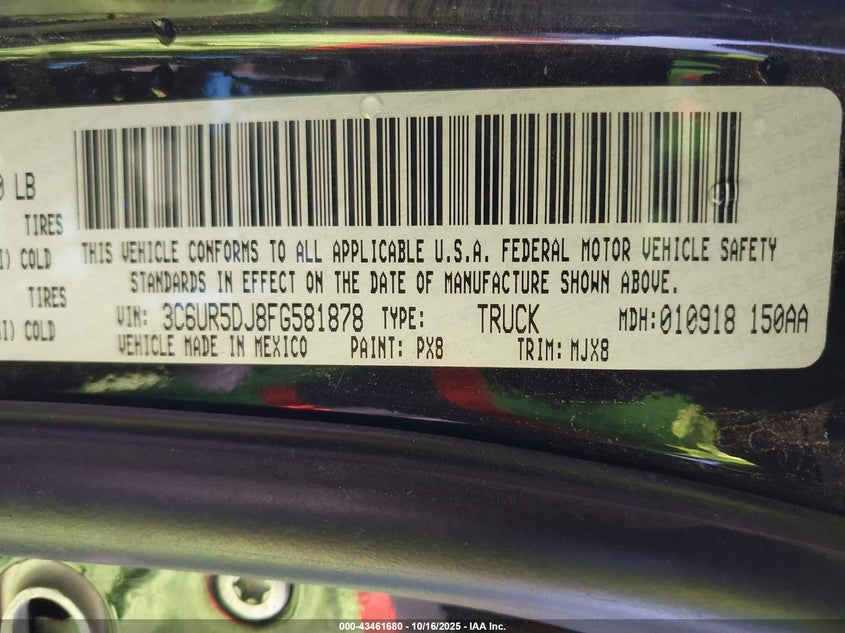 0 LB
TIRES
THIS VEHICLE CONFORMS TO ALL APPLICABLE U.S.A. FEDERAL MOTOR VEHICLE SAFETY
I) COLD
STANDARDS IN EFFECT ON THE DATE OF MANUFACTURE SHOWN ABOVE.
TIRES
VIN: 3C6UR5DJ8FG581878 TYPE: TRUCK MDH:010918 150AA
I) COLD
VEHICLE MADE IN MEXICO PAINT: PX8 TRIM: MJX8
000-43461680 - 10/16/2025 - IAA Inc.